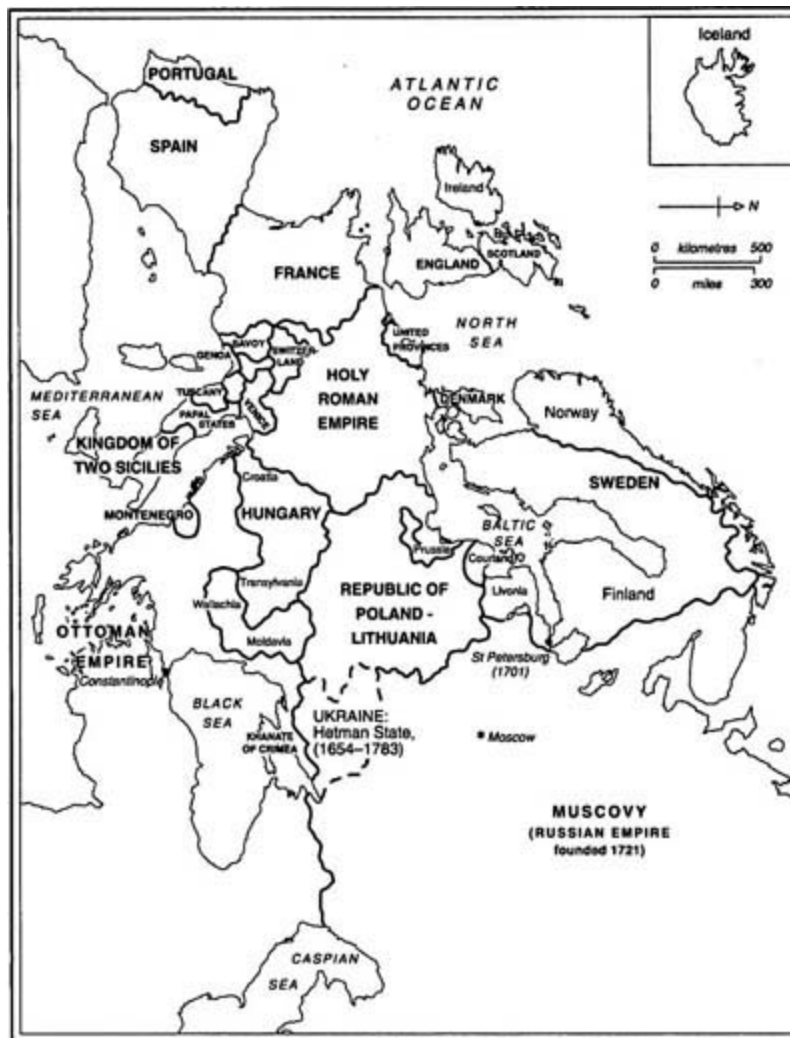 Iceland
PORTUGAL
ATLANTIC
OCEAN
SPAIN
Ireland
N
0 kilometres 500
0 miles 300
SCOTLAND
ENGLAND
FRANCE
NORTH
SEA
UNITED
PROVINCES
SAVOY
SWITZER-
LAND
GENOA
HOLY
ROMAN
EMPIRE
MEDITERRANEAN
SEA
TUSCANY
PAPAL
STATES
VENICE
DENMARK
Norway
KINGDOM OF
TWO SICILIES
Croatia
SWEDEN
MONTENEGRO
HUNGARY
BALTIC
SEA
Prussia
Courland
Livonia
Finland
Transylvania
Wallachia
Moldavia
REPUBLIC OF
POLAND -
LITHUANIA
OTTOMAN
EMPIRE
Constantinople
St Petersburg
(1701)
BLACK
SEA
KHANATE
OF CRIMEA
UKRAINE:
Hetman State,
(1654–1783)
Moscow
MUSCOVY
(RUSSIAN EMPIRE
founded 1721)
CASPIAN
SEA